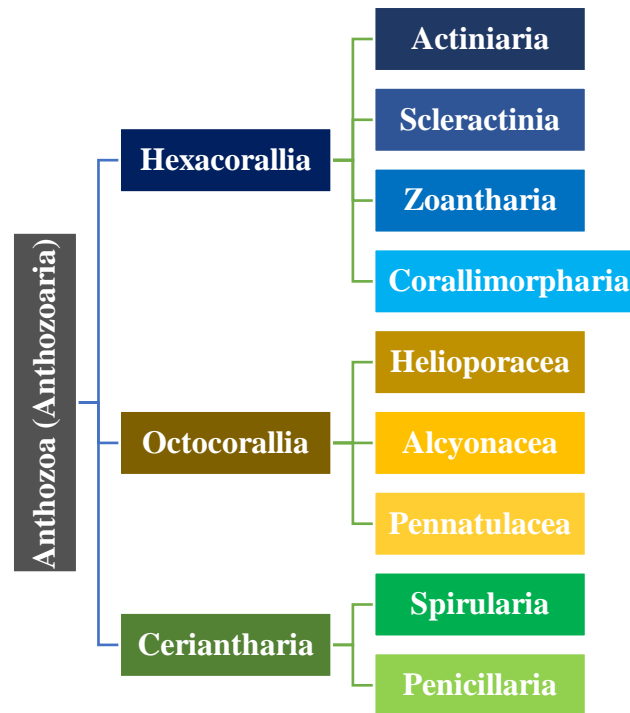 Anthozoa (Anthozoaria)
Hexacorallia
Actiniaria
Scleractinia
Zoantharia
Corallimorpharia
Octocorallia
Helioporacea
Alcyonacea
Pennatulacea
Ceriantharia
Spirularia
Penicillaria